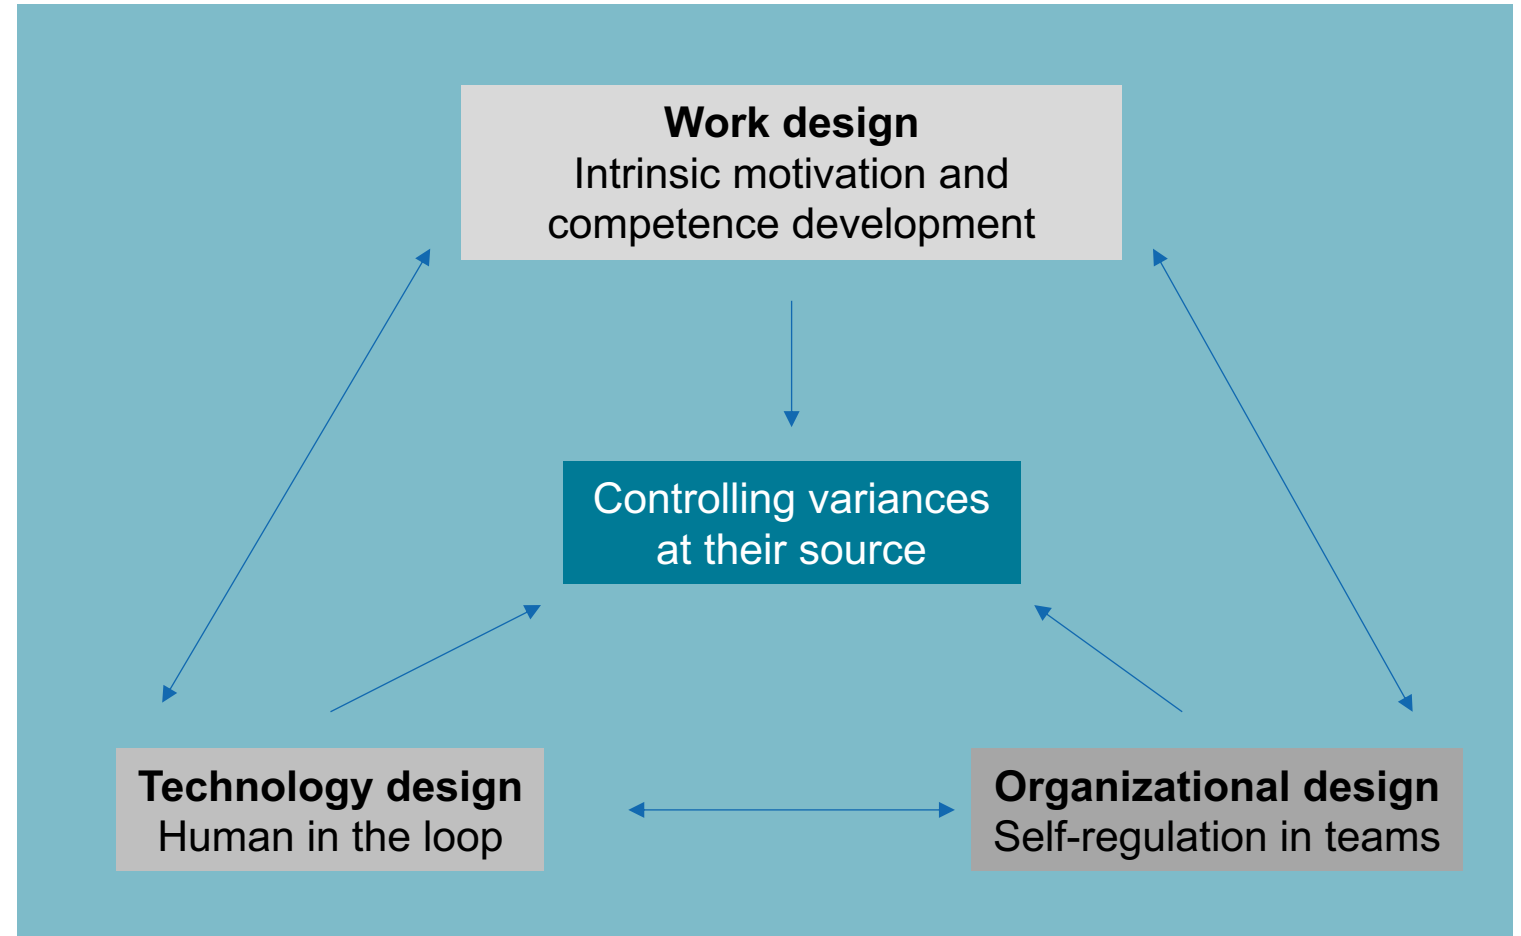 Work design
Intrinsic motivation and
competence development
Controlling variances
at their source
Technology design
Human in the loop
Organizational design
Self-regulation in teams